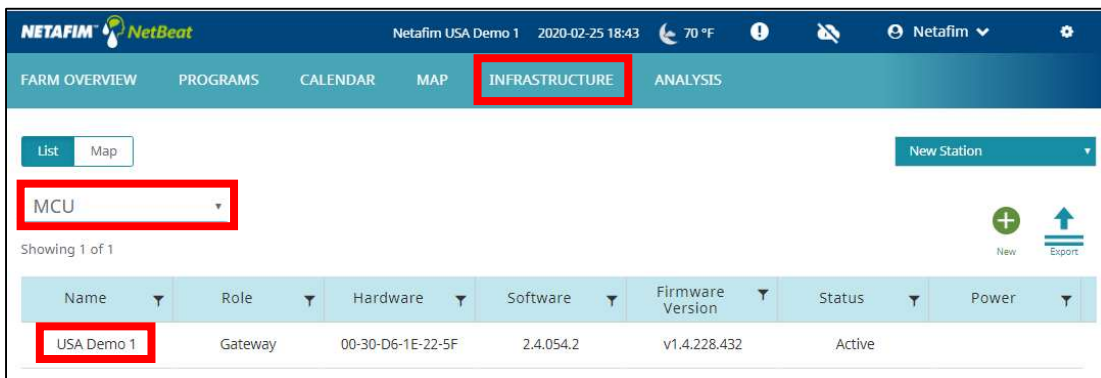 NETAFIM™ NetBeat Netafim USA Demo 1 2020-02-25 18:43 70 °F Netafim
FARM OVERVIEW PROGRAMS CALENDAR MAP INFRASTRUCTURE ANALYSIS
List Map New Station
MCU
New Export
Showing 1 of 1
Name Role Hardware Software Firmware Version Status Power
USA Demo 1 Gateway 00-30-D6-1E-22-5F 2.4.054.2 v1.4.228.432 Active